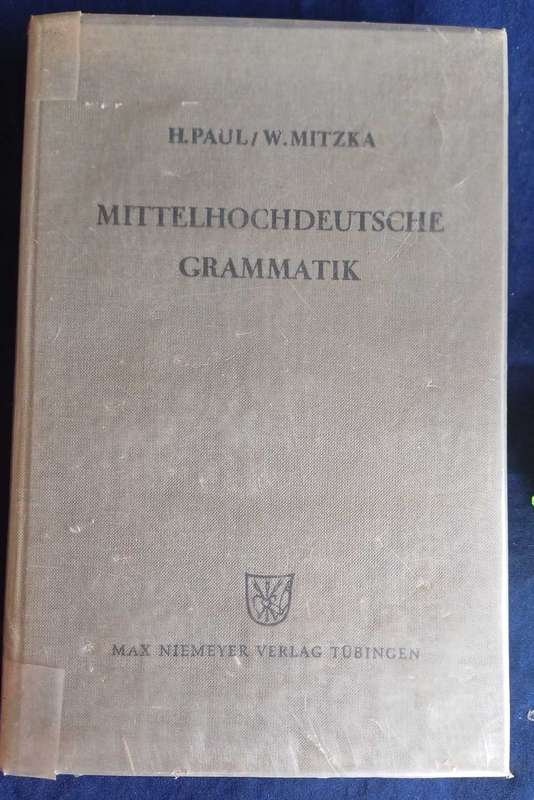 H. PAUL / W. MITZKA
MITTELHOCHDEUTSCHE
GRAMMATIK
MAX NIEMEYER VERLAG TÜBINGEN